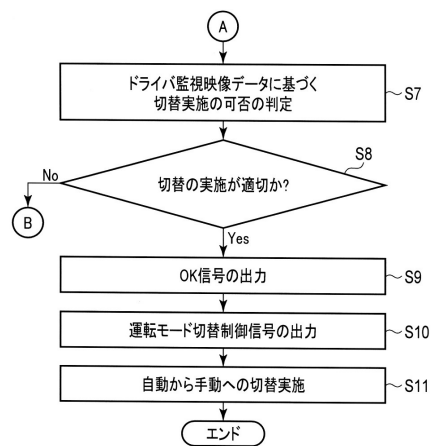 A
ドライバ監視映像データに基づく
切替実施の可否の判定
S7
S8
切替の実施が適切か?
No
B
Yes
OK信号の出力
S9
運転モード切替制御信号の出力
S10
自動から手動への切替実施
S11
エンド